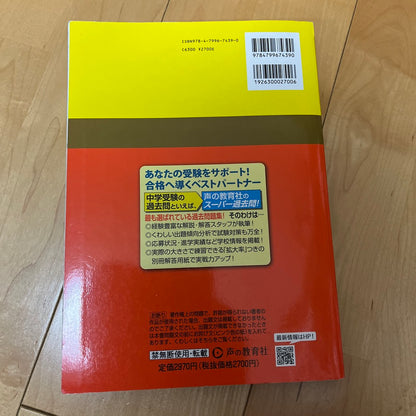 ISBN978-4-7996-7439-0
C6300 ¥2700E
9784799674390
1926300027006
あなたの受験をサポート!
合格へ導くベストパートナー
中学受験の
過去問といえば、
声の教育社の
スーパー過去問!
最も選ばれている過去問題集! そのわけは…
○経験豊富な解説・解答スタッフが執筆!
○くわしい出題傾向分析で試験対策も万全!
○応募状況・進学実績など学校情報を掲載!
○実際の大きさで練習できる「拡大率」つきの
別冊解答用紙で実戦力アップ!
お断り
最新情報はHP!
禁無断使用・転載
声の教育社
定価2970円(税抜価格2700円)